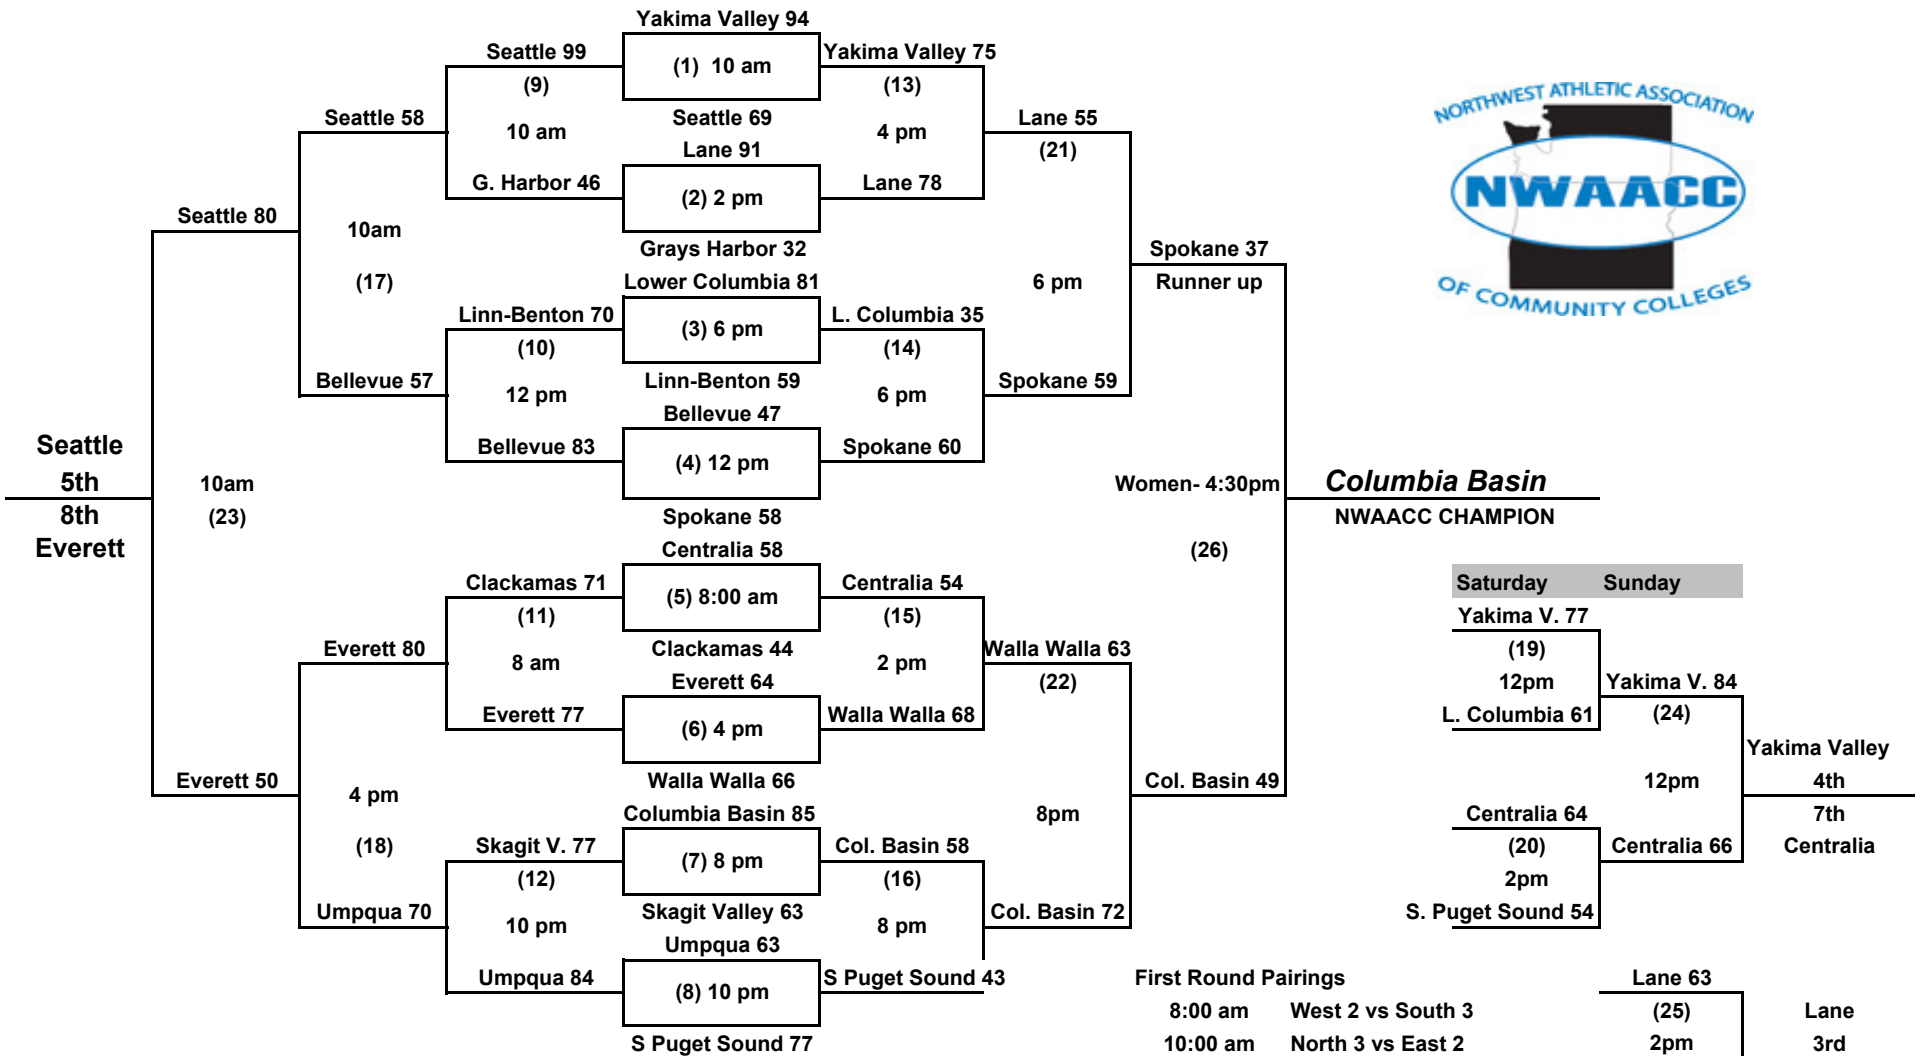 Yakima Valley 94
Seattle 99
(1)  10 am
Yakima Valley 75
(9)
(13)
Seattle 58
10 am
Seattle 69
4 pm
Lane 55
Lane 91
(21)
G. Harbor 46
(2) 2 pm
Lane 78
Seattle 80
10am
Grays Harbor 32
Spokane 37
(17)
Lower Columbia 81
6 pm
Runner up
Linn-Benton 70
(3) 6 pm
L. Columbia 35
(10)
(14)
Bellevue 57
12 pm
Linn-Benton 59
6 pm
Spokane 59
Bellevue 47
Seattle
Bellevue 83
(4) 12 pm
Spokane 60
5th
10am
Women- 4:30pm
Columbia Basin
8th
(23)
Spokane 58
NWAACC CHAMPION
Everett
Centralia 58
(26)
Clackamas 71
(5) 8:00 am
Centralia 54
Saturday
Sunday
(11)
(15)
Yakima V. 77
Everett 80
8 am
Clackamas 44
2 pm
Walla Walla 63
(19)
Everett 64
(22)
12pm
Yakima V. 84
Everett 77
(6) 4 pm
Walla Walla 68
L. Columbia 61
(24)
Yakima Valley
Everett 50
4 pm
Walla Walla 66
Col. Basin 49
12pm
4th
Columbia Basin 85
8pm
Centralia 64
7th
(18)
Skagit V. 77
(7) 8 pm
Col. Basin 58
(20)
Centralia 66
Centralia
(12)
(16)
2pm
Umpqua 70
10 pm
Skagit Valley 63
8 pm
Col. Basin 72
S. Puget Sound 54
Umpqua 63
Umpqua 84
(8) 10 pm
S Puget Sound 43
First Round Pairings
Lane 63
8:00 am
West 2 vs South 3
(25)
Lane
S Puget Sound 77
10:00 am
North 3 vs East 2
2pm
3rd
NORTHWEST ATHLETIC ASSOCIATION
NWAACC
OF COMMUNITY COLLEGES